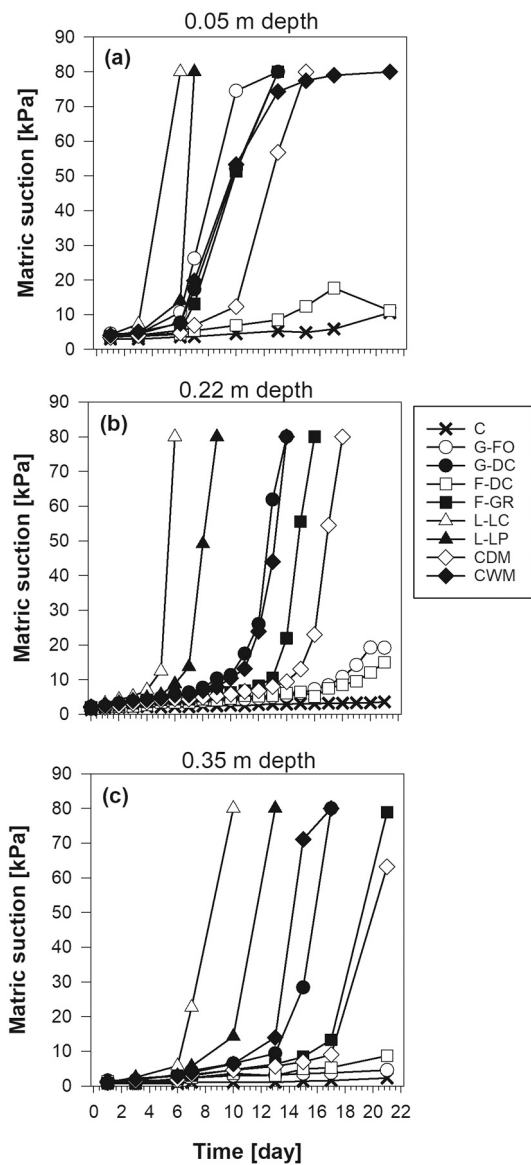 0.05 m depth
(a)
90
80
70
60
50
40
30
20
10
0
Matric suction [kPa]
0.22 m depth
(b)
90
80
70
60
50
40
30
20
10
0
Matric suction [kPa]
C
G-FO
G-DC
F-DC
F-GR
L-LC
L-LP
CDM
CWM
0.35 m depth
(c)
90
80
70
60
50
40
30
20
10
0
Matric suction [kPa]
0 2 4 6 8 10 12 14 16 18 20 22
Time [day]